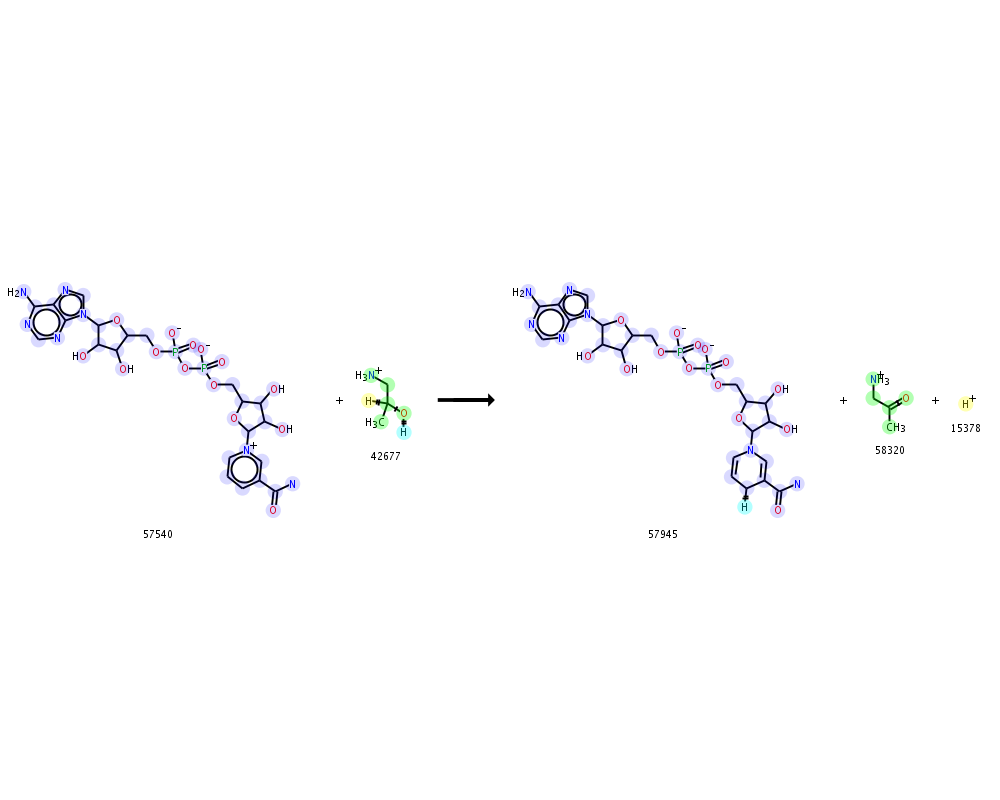 H₂N N N N N O HO OH O P O⁻ O O P O⁻ O O O OH OH N⁺ N O
57540
+
H₃N⁺ H O H₃C H
42677
H₂N N N N N O HO OH O P O⁻ O O P O⁻ O O O OH OH N N O H
57945
+
NH₃⁺ O CH₃
58320
+
H⁺
15378